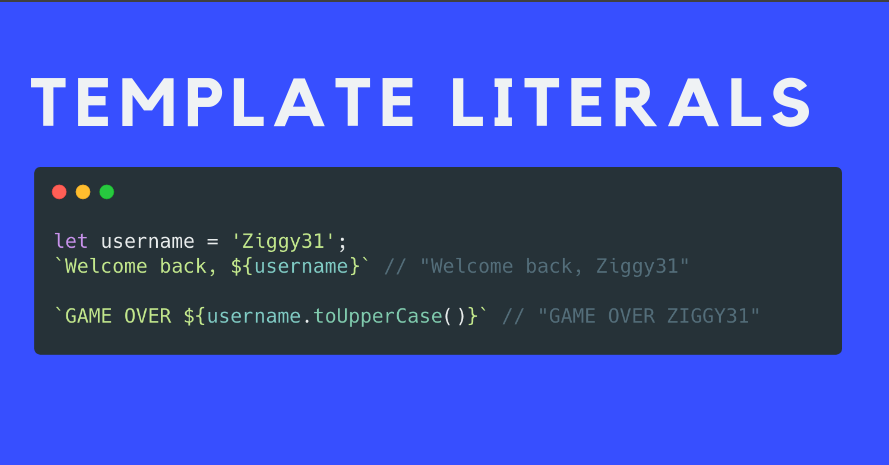 TEMPLATE LITERALS
let username = 'Ziggy31';
`Welcome back, ${username}` // "Welcome back, Ziggy31"
`GAME OVER ${username.toUpperCase()}` // "GAME OVER ZIGGY31"